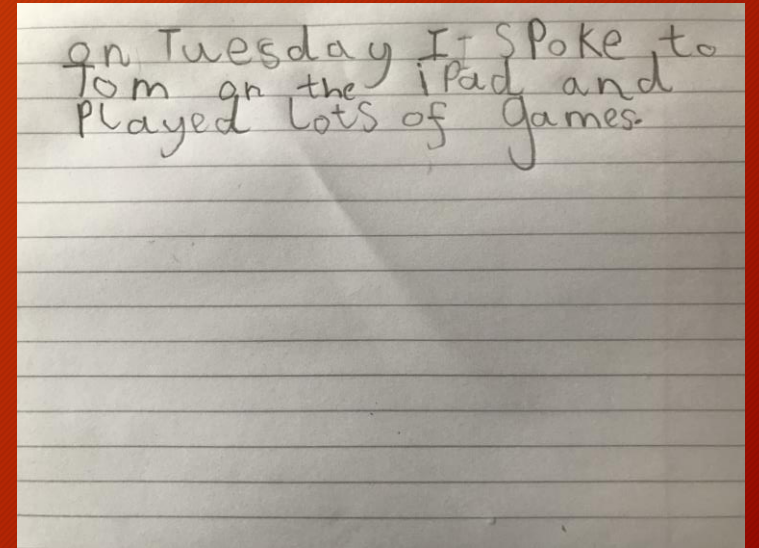 on Tuesday I spoke to
Tom on the iPad and
Played lots of games.